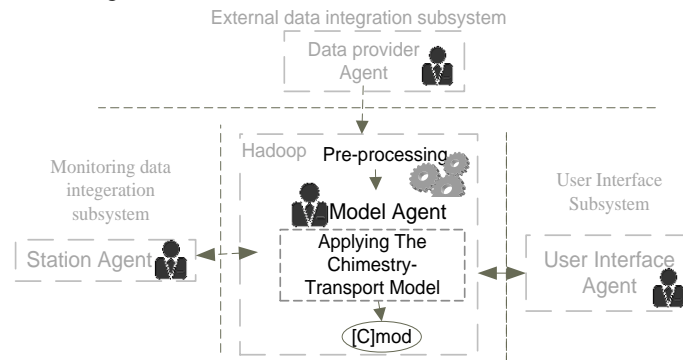 External data integration subsystem
Data provider
Agent
Hadoop
Pre-processing
Monitoring data
integeration
subsystem
User Interface
Subsystem
Model Agent
Station Agent
Applying The
Chimestry-
Transport Model
User Interface
Agent
[C]mod